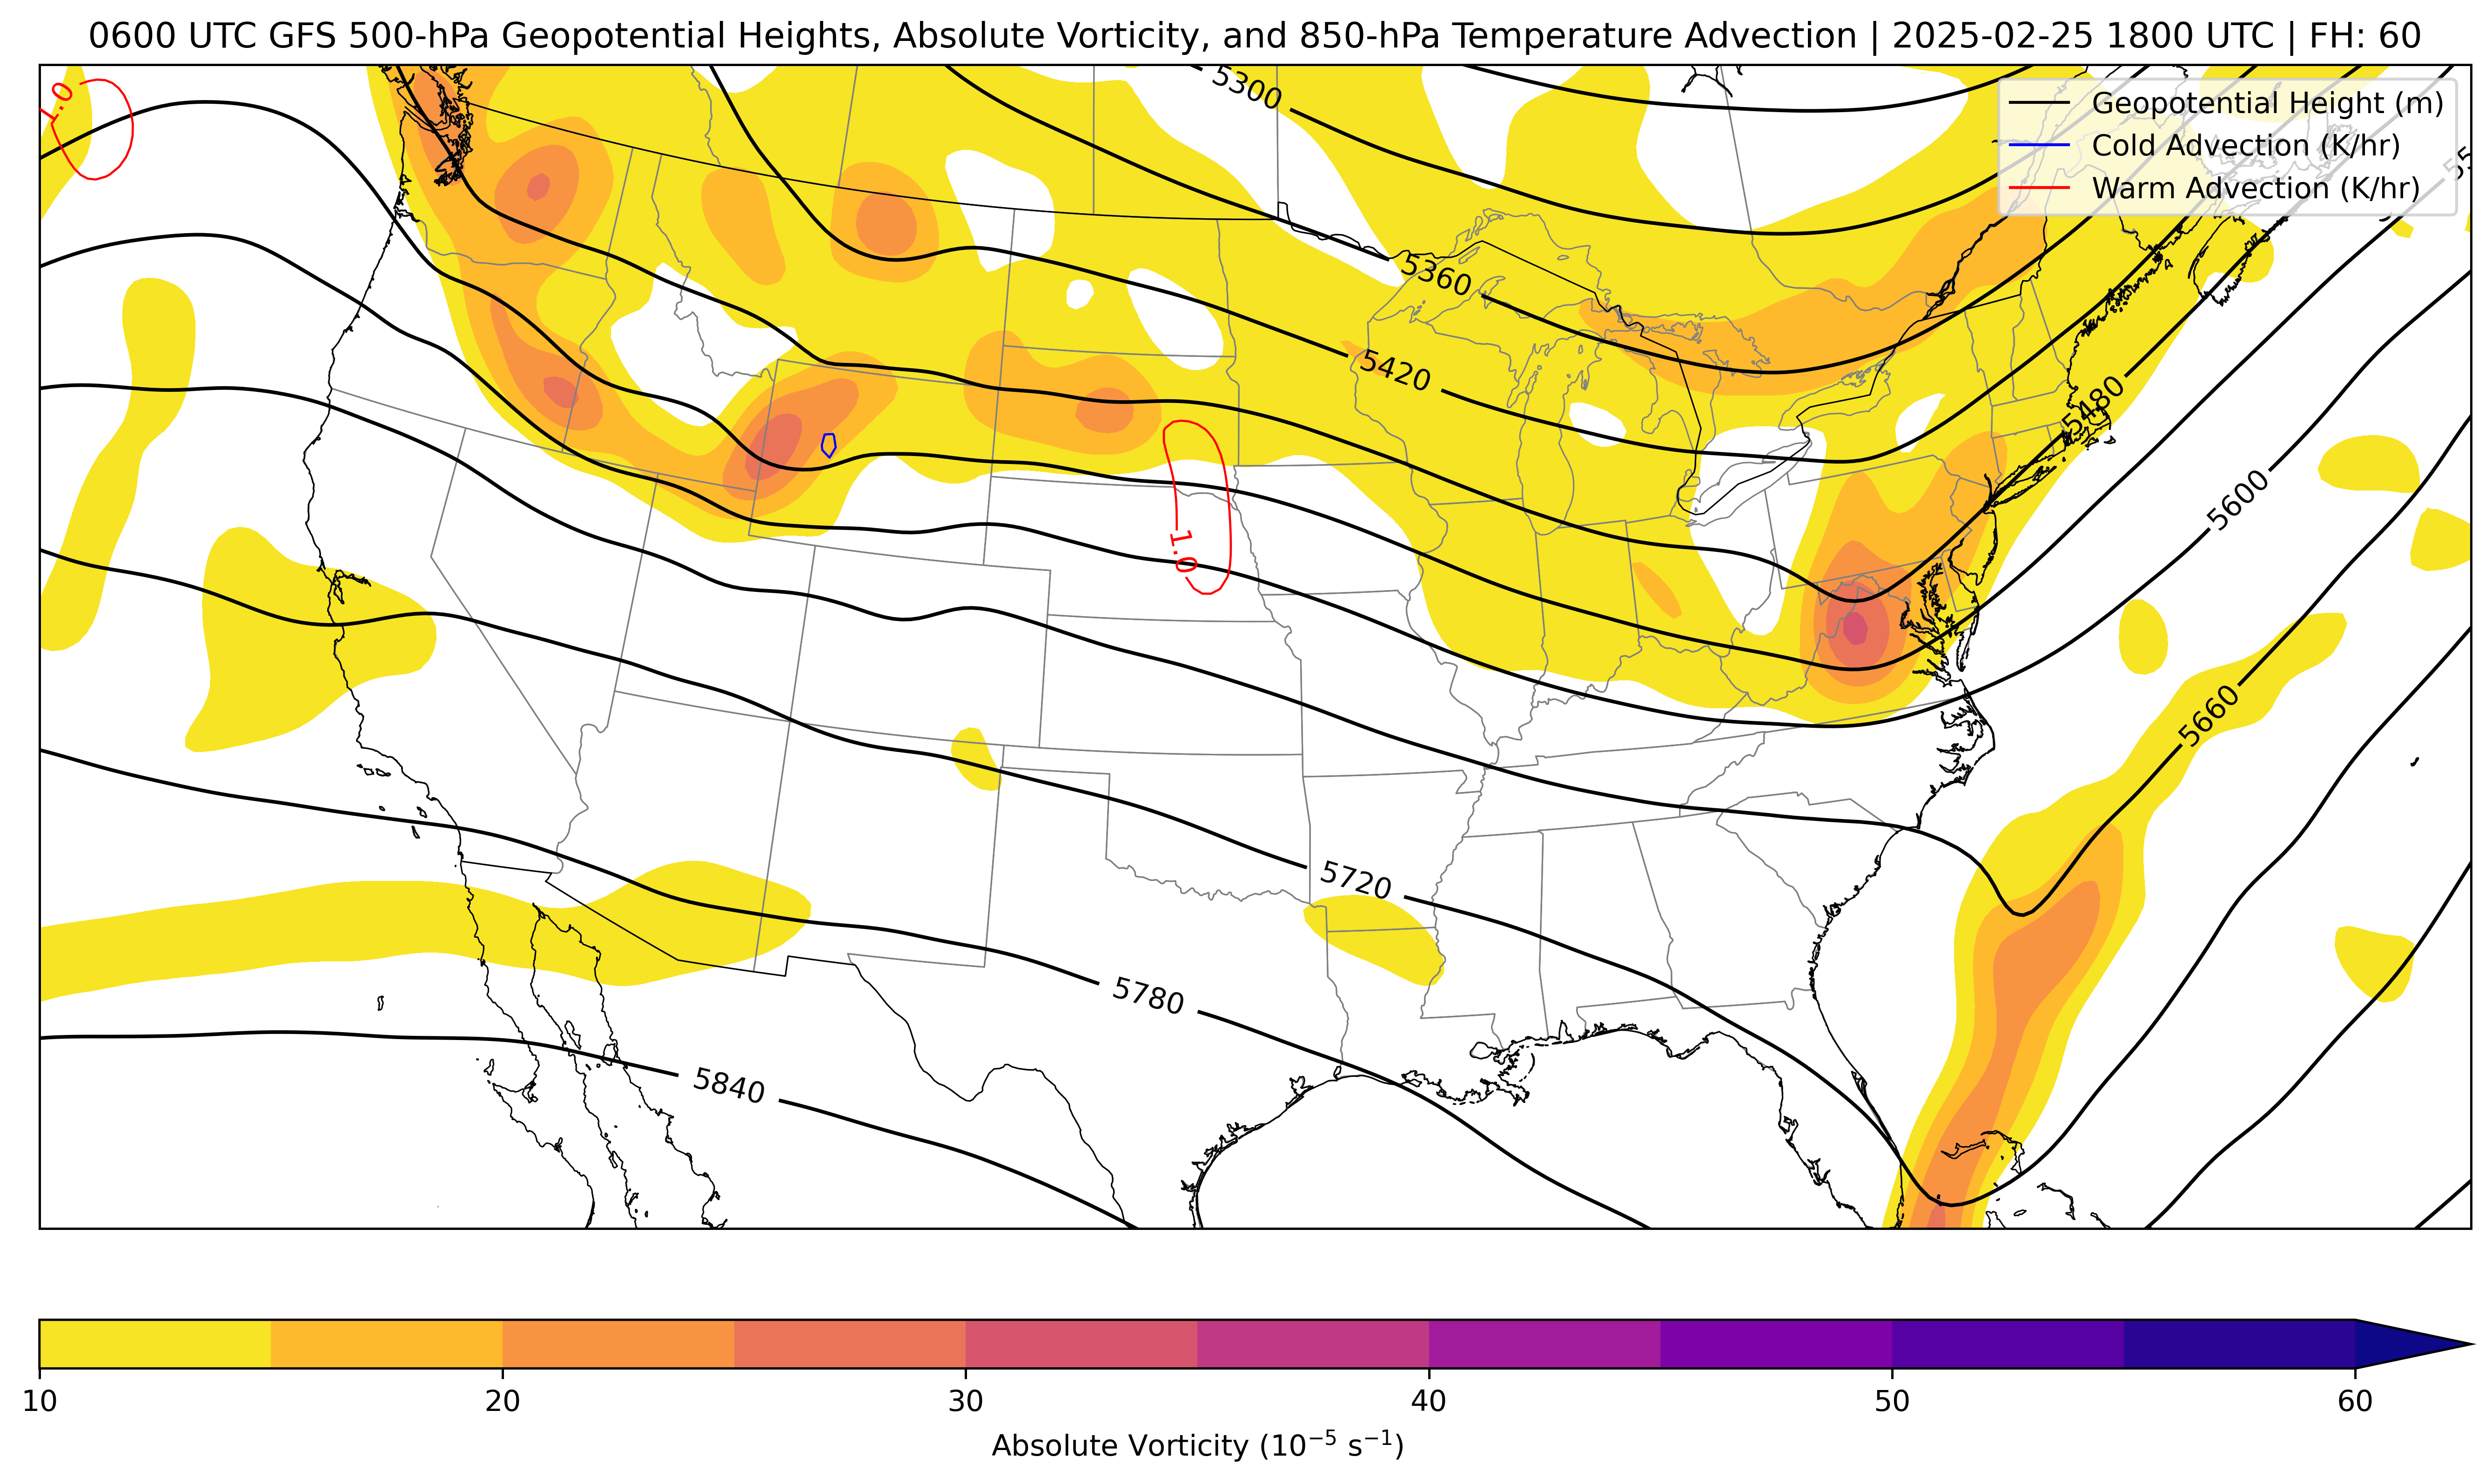 0600 UTC GFS 500-hPa Geopotential Heights, Absolute Vorticity, and 850-hPa Temperature Advection | 2025-02-25 1800 UTC | FH: 60
Geopotential Height (m)
Cold Advection (K/hr)
Warm Advection (K/hr)
1.0
5300
5360
5420
5480
5600
1.0
5660
5720
5780
5840
10 20 30 40 50 60
Absolute Vorticity (10⁻⁵ s⁻¹)